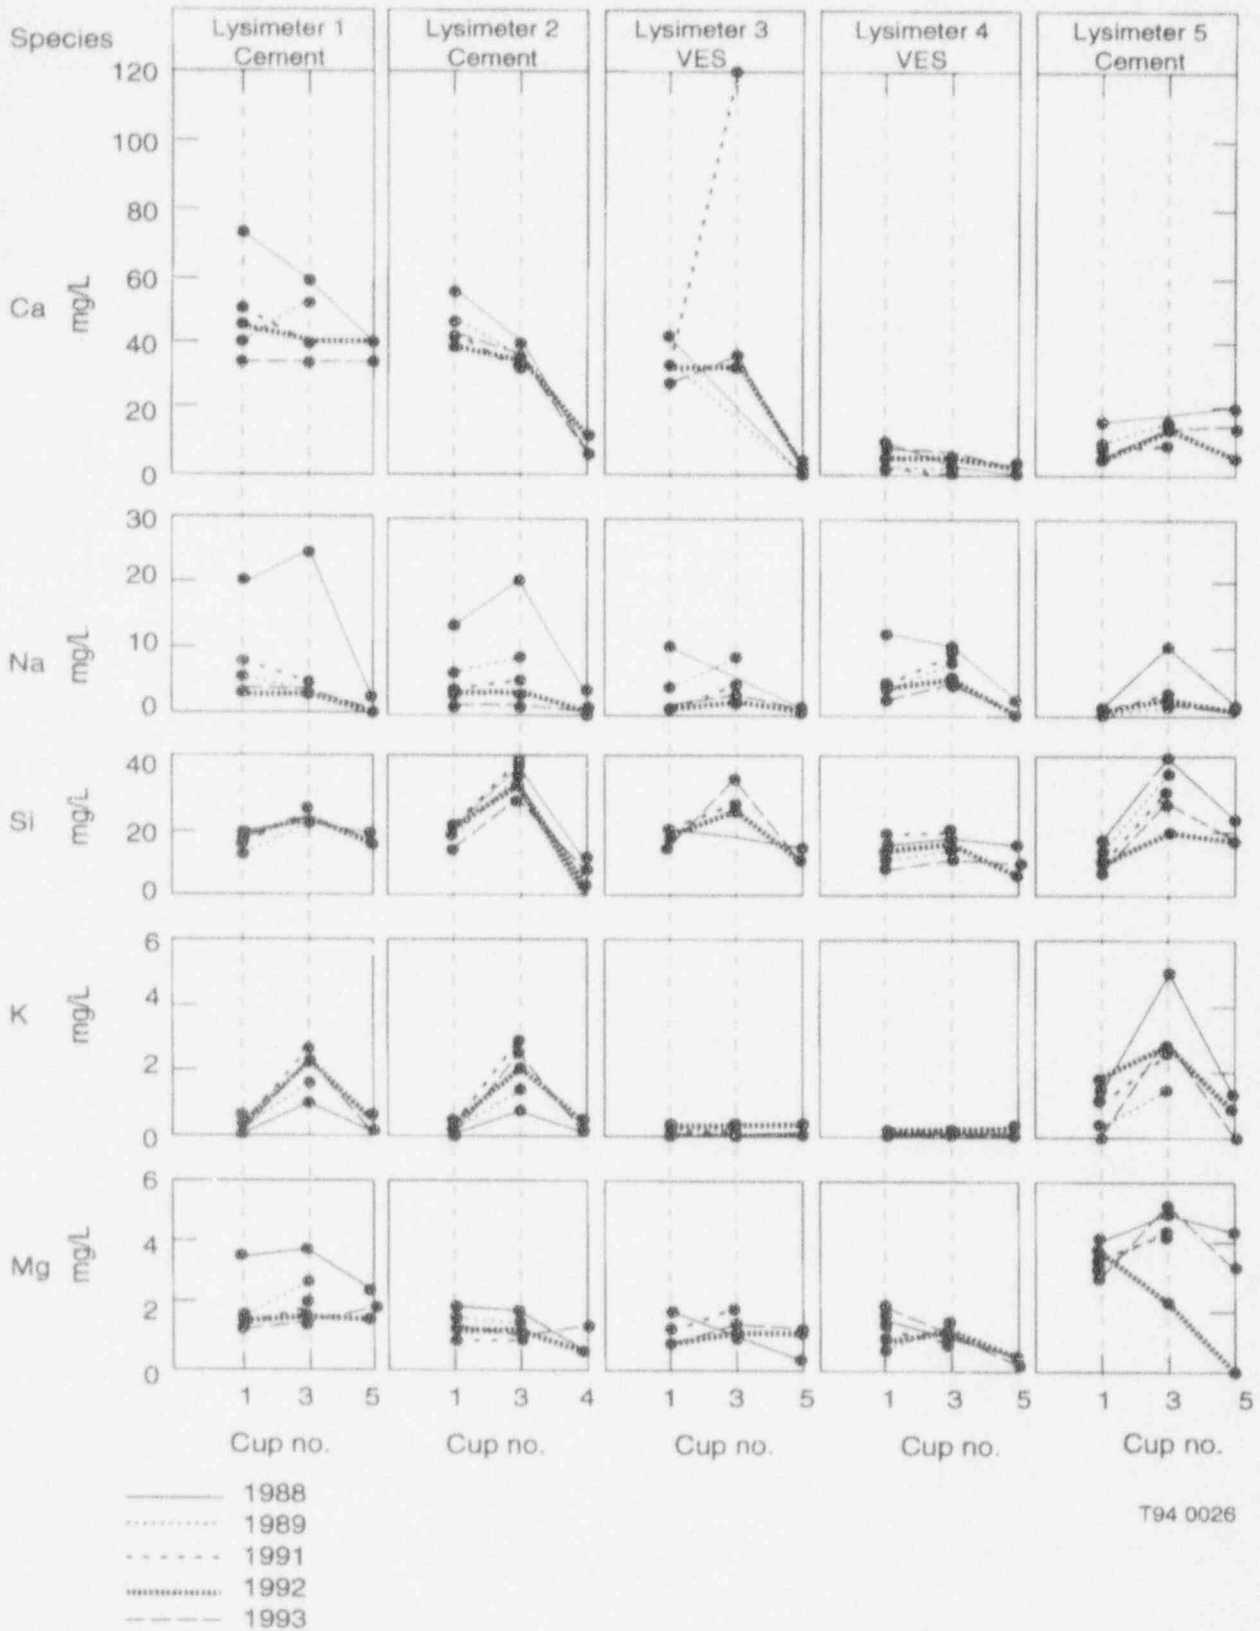 Species
Lysimeter 1
Cement
Lysimeter 2
Cement
Lysimeter 3
VES
Lysimeter 4
VES
Lysimeter 5
Cement
Ca
mg/L
120
100
80
60
40
20
0
Na
mg/L
30
20
10
0
Si
mg/L
40
20
0
K
mg/L
6
4
2
0
Mg
mg/L
6
4
2
0
1 3 5
1 3 4
1 3 5
1 3 5
1 3 5
Cup no.
Cup no.
Cup no.
Cup no.
Cup no.
1988
1989
1991
1992
1993
T94 0026